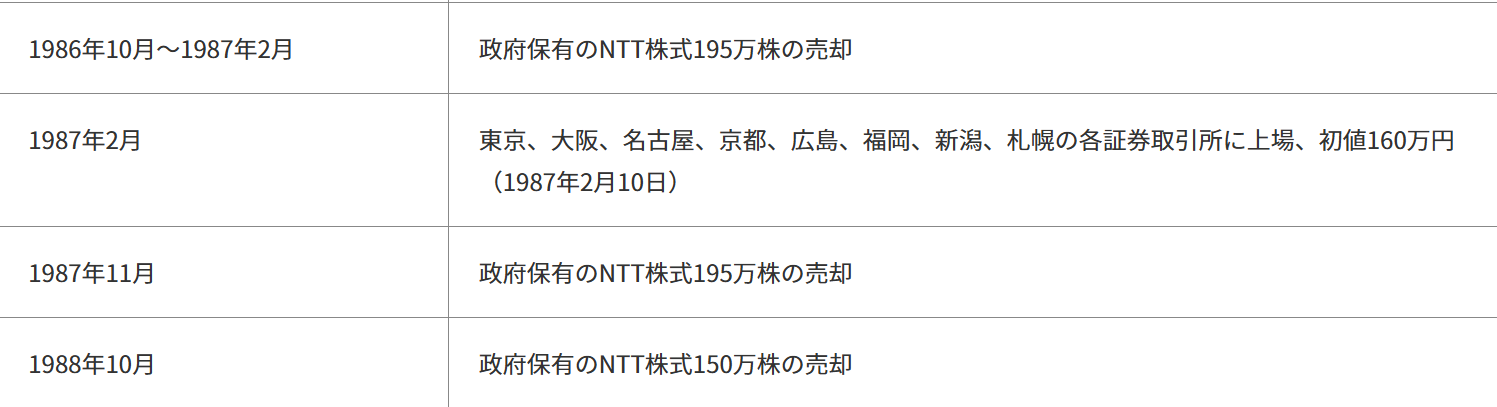 1986年10月～1987年2月
政府保有のNTT株式195万株の売却
1987年2月
東京、大阪、名古屋、京都、広島、福岡、新潟、札幌の各証券取引所に上場、初値160万円
（1987年2月10日）
1987年11月
政府保有のNTT株式195万株の売却
1988年10月
政府保有のNTT株式150万株の売却